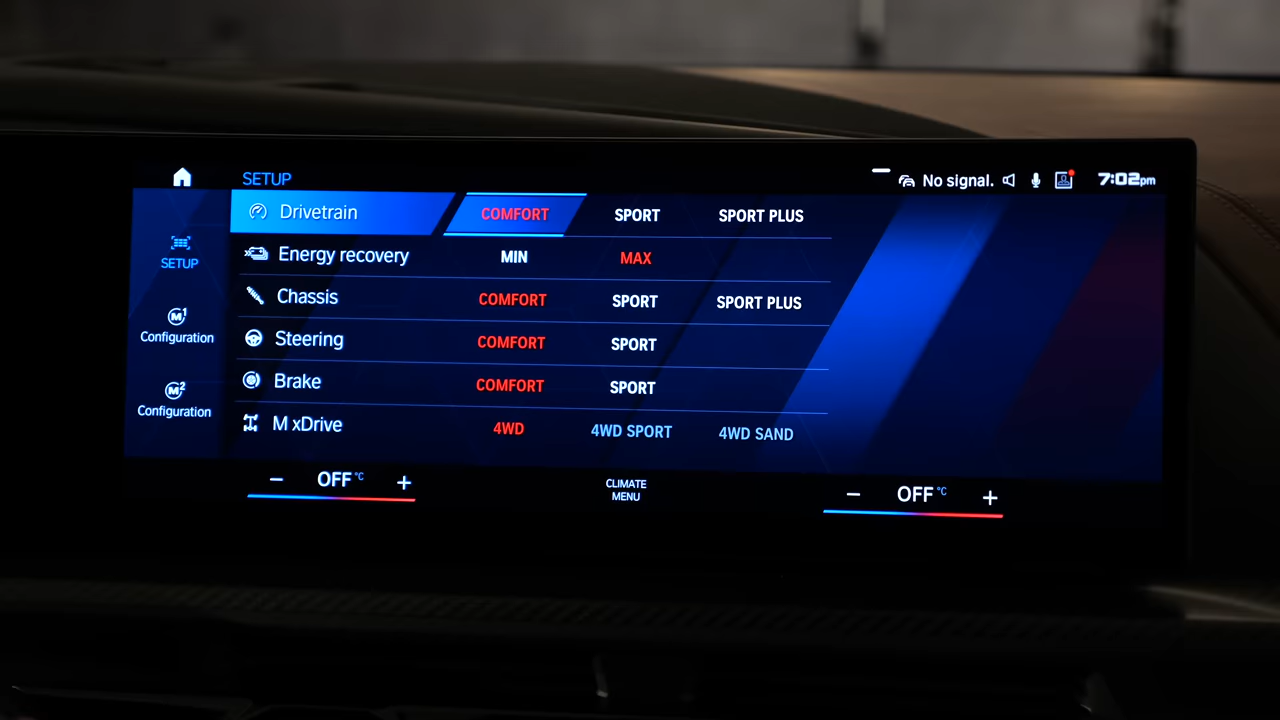 SETUP No signal. 7:02pm
Drivetrain COMFORT SPORT SPORT PLUS
Energy recovery MIN MAX
SETUP
Chassis COMFORT SPORT SPORT PLUS
M1
Configuration
Steering COMFORT SPORT
Brake COMFORT SPORT
M2
Configuration
M xDrive 4WD 4WD SPORT 4WD SAND
− OFF °C +
CLIMATE
MENU
− OFF °C +